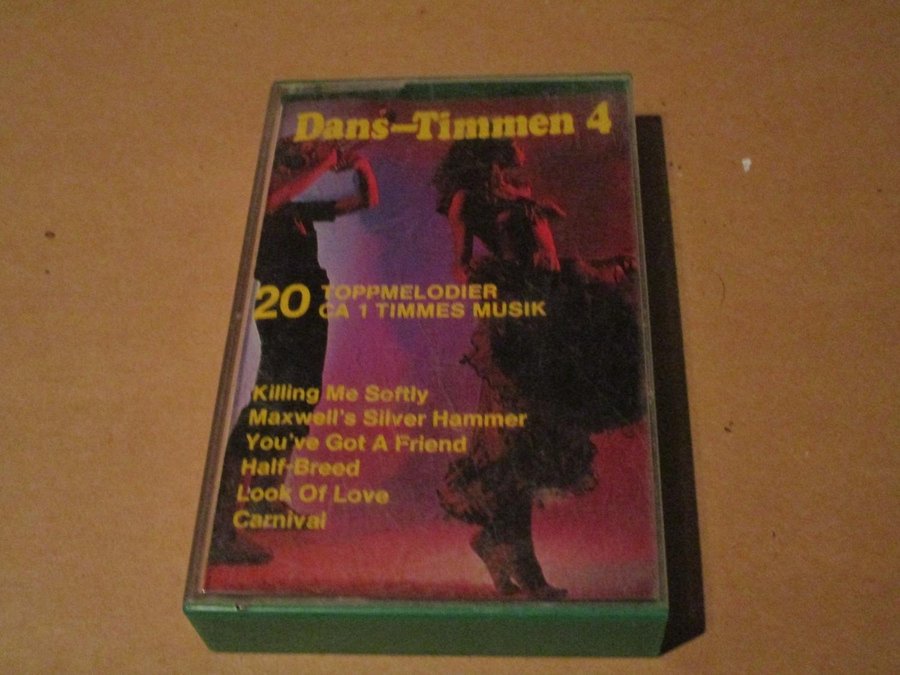 Dans-Timmen 4
20 TOPPMELODIER
CA 1 TIMMES MUSIK
Killing Me Softly
Maxwell's Silver Hammer
You've Got A Friend
Half-Breed
Look Of Love
Carnival